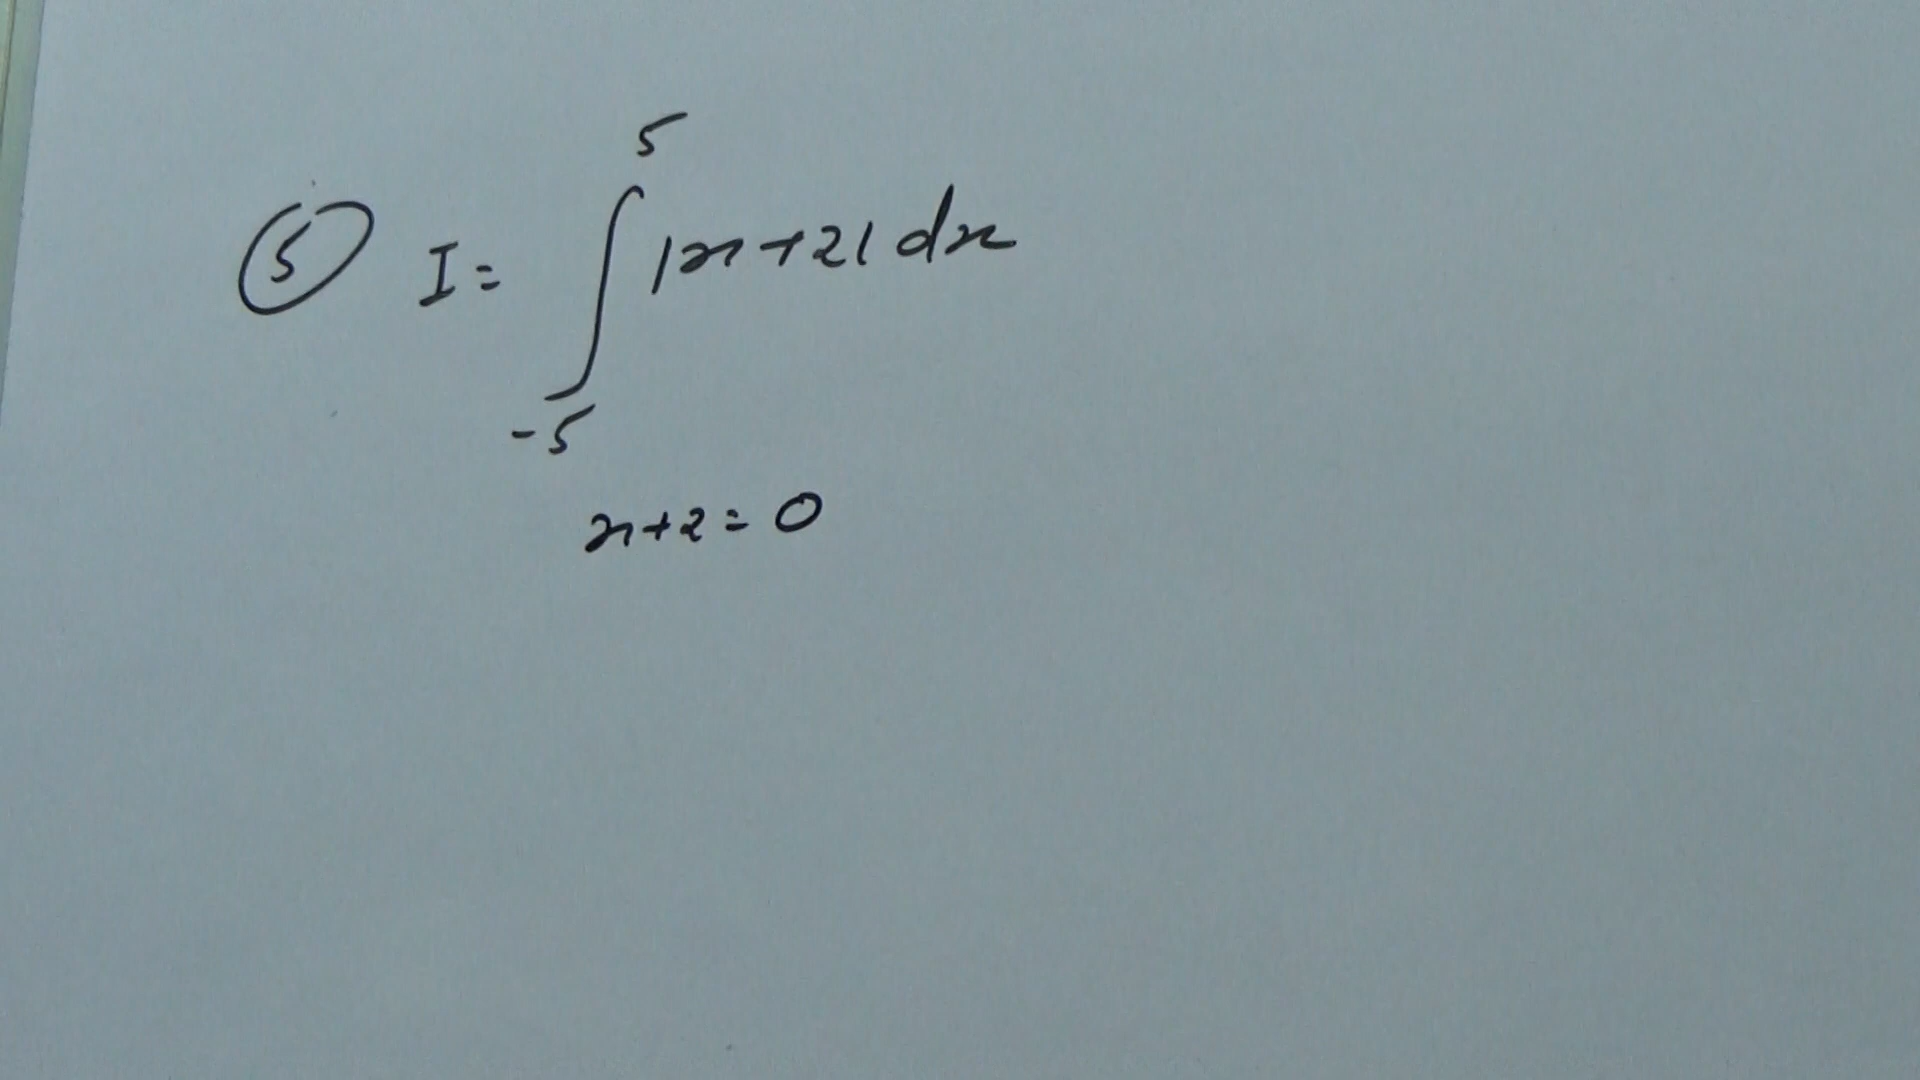 ⑤ I = ∫_{-5}^{5} |x+2| dx
x+2 = 0